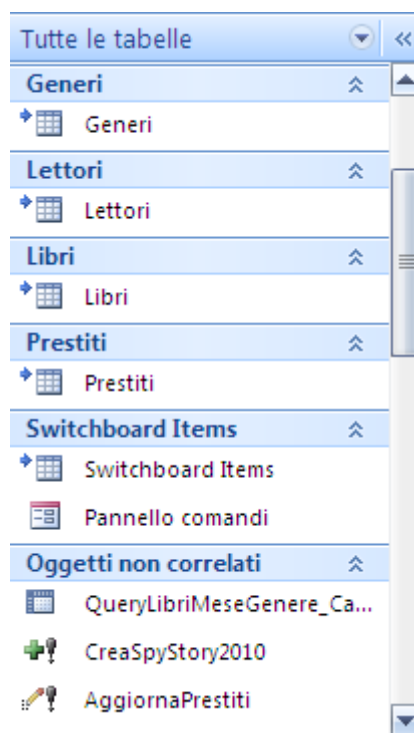 Tutte le tabelle
Generi
Generi
Lettori
Lettori
Libri
Libri
Prestiti
Prestiti
Switchboard Items
Switchboard Items
Pannello comandi
Oggetti non correlati
QueryLibriMeseGenere_Ca...
CreaSpyStory2010
AggiornaPrestiti